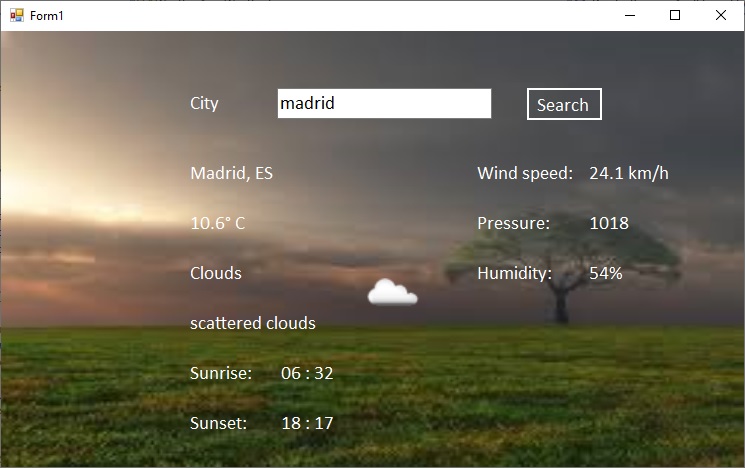 Form1
City madrid Search
Madrid, ES Wind speed: 24.1 km/h
10.6° C Pressure: 1018
Clouds Humidity: 54%
scattered clouds
Sunrise: 06 : 32
Sunset: 18 : 17